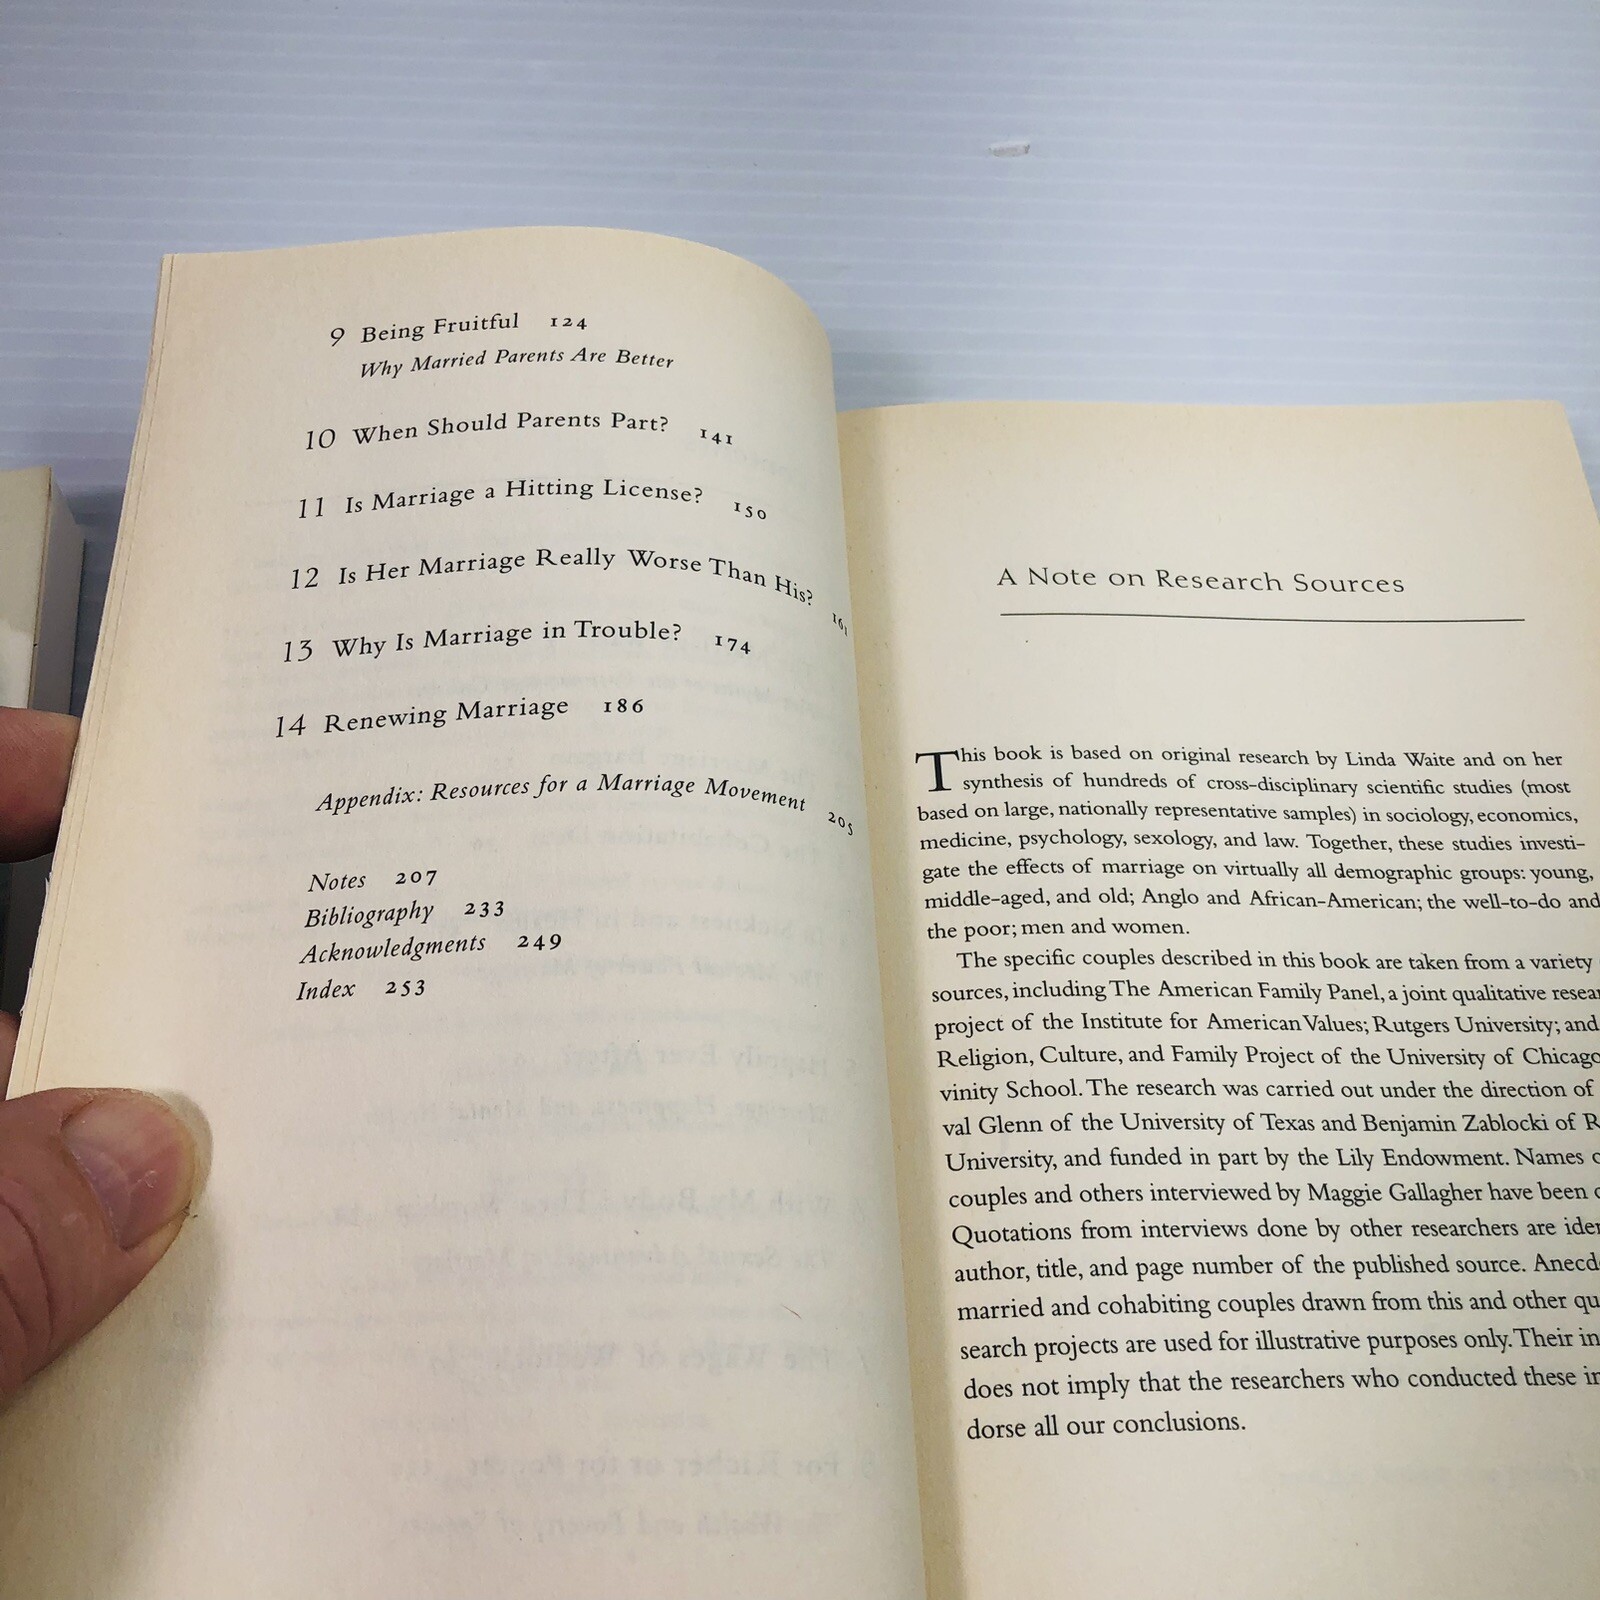 9 Being Fruitful 124
Why Married Parents Are Better
10 When Should Parents Part? 141
11 Is Marriage a Hitting License? 150
12 Is Her Marriage Really Worse Than His? 161
13 Why Is Marriage in Trouble? 174
14 Renewing Marriage 186
Appendix: Resources for a Marriage Movement 205
Notes 207
Bibliography 233
Acknowledgments 249
Index 253
A Note on Research Sources
This book is based on original research by Linda Waite and on her
synthesis of hundreds of cross-disciplinary scientific studies (most
based on large, nationally representative samples) in sociology, economics,
medicine, psychology, sexology, and law. Together, these studies investi-
gate the effects of marriage on virtually all demographic groups: young,
middle-aged, and old; Anglo and African-American; the well-to-do and
the poor; men and women.
The specific couples described in this book are taken from a variety
sources, including The American Family Panel, a joint qualitative resea
project of the Institute for American Values; Rutgers University; and
Religion, Culture, and Family Project of the University of Chicago
vinity School. The research was carried out under the direction of
val Glenn of the University of Texas and Benjamin Zablocki of R
University, and funded in part by the Lily Endowment. Names
couples and others interviewed by Maggie Gallagher have been
Quotations from interviews done by other researchers are iden
author, title, and page number of the published source. Anecd
married and cohabiting couples drawn from this and other qu
search projects are used for illustrative purposes only. Their in
does not imply that the researchers who conducted these in
dorse all our conclusions.